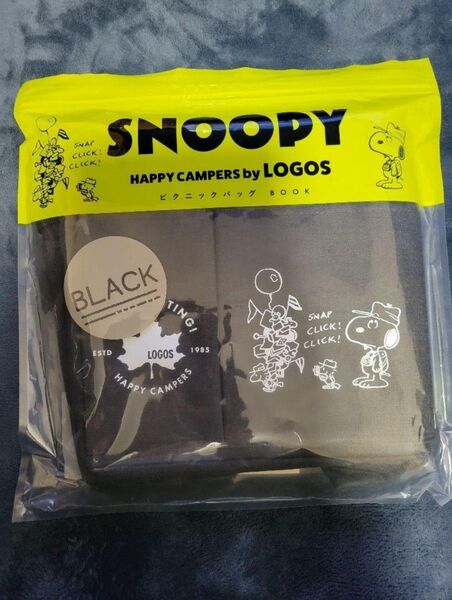 SNOOPY
SNAP
CLICK!
CLICK!
HAPPY CAMPERS by LOGOS
ピクニックバッグ BOOK
BLACK
TING!
ESTD
LOGOS
1985
HAPPY CAMPERS
SNAP
CLICK!
CLICK!